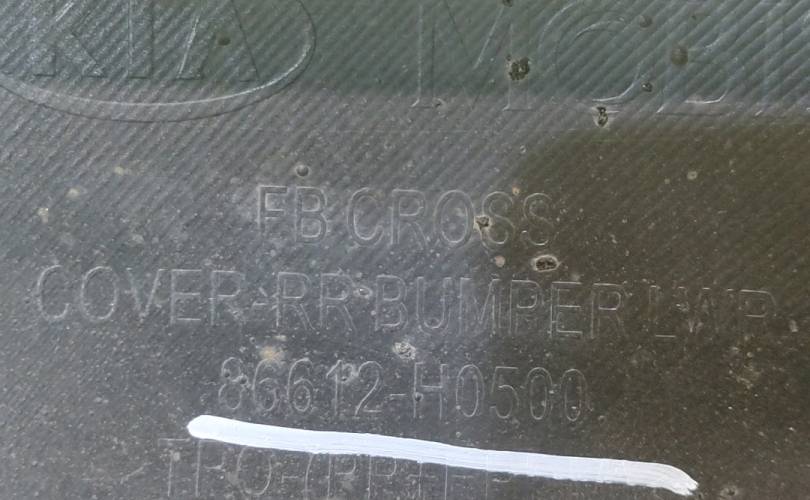 KIA MOBI
FB CROSS
COVER-RR BUMPER LWR
86612-H0500